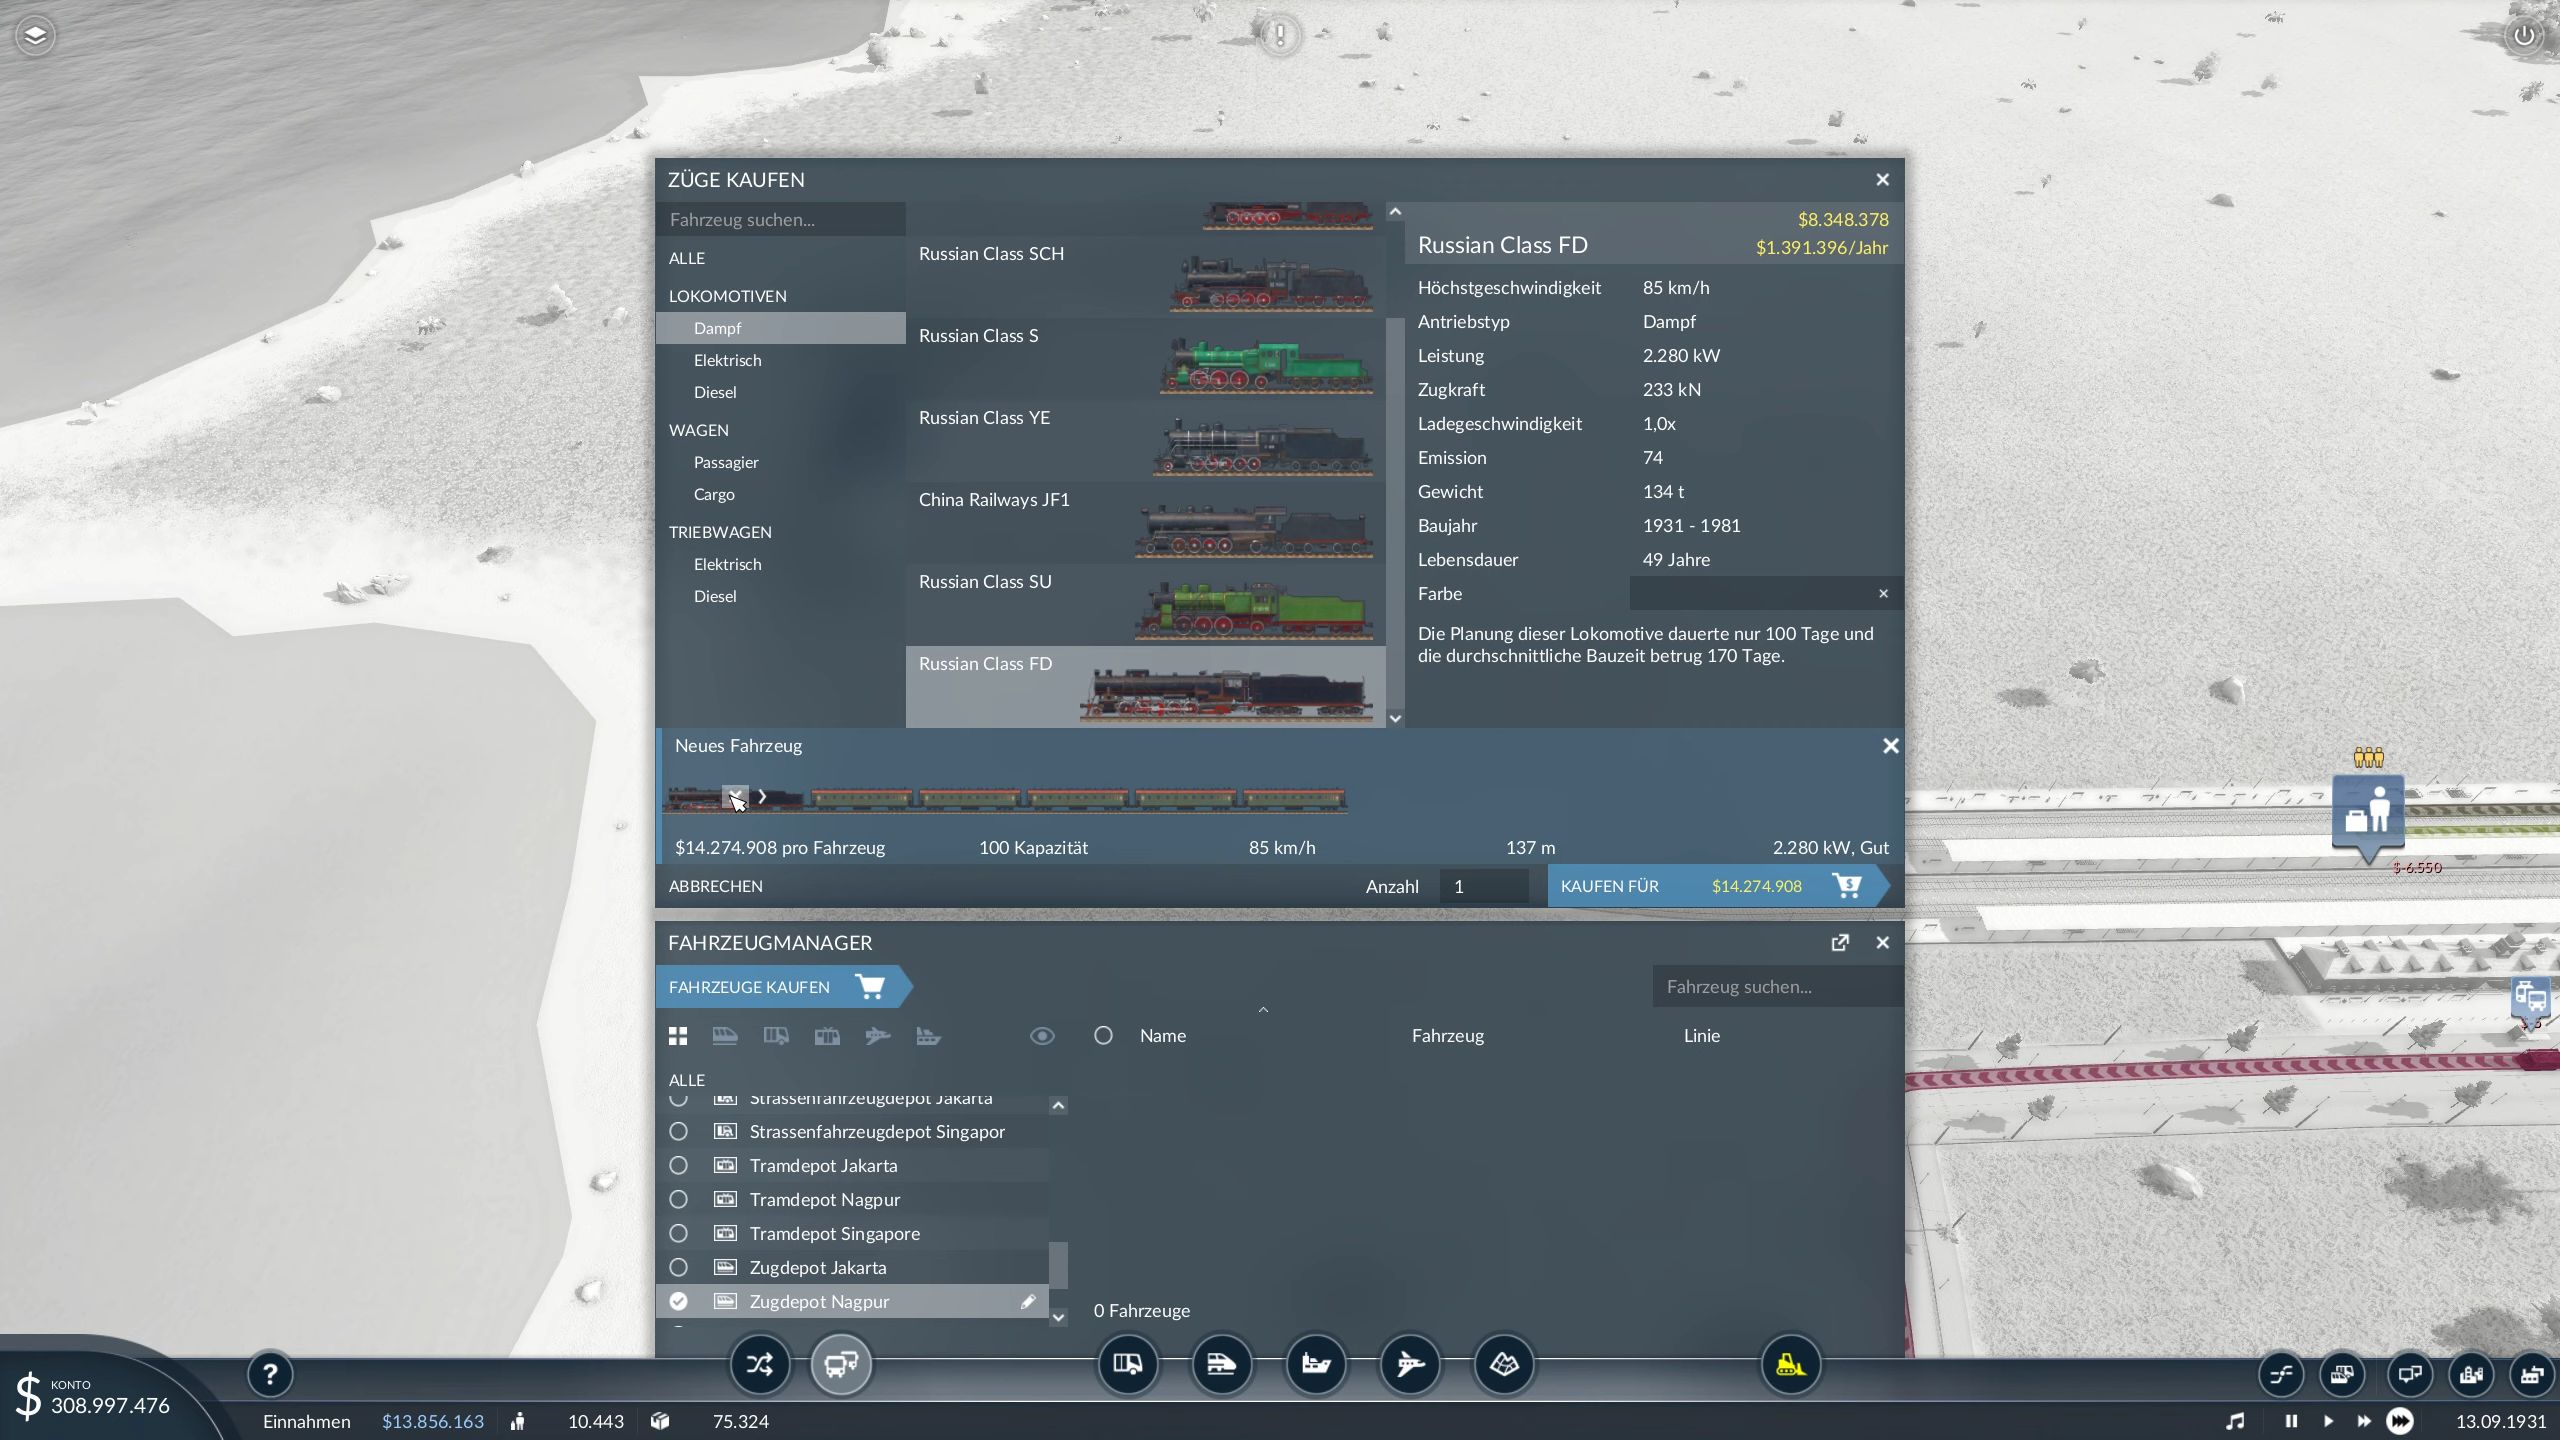 ZÜGE KAUFEN
Fahrzeug suchen...
ALLE
LOKOMOTIVEN
Dampf
Elektrisch
Diesel
WAGEN
Passagier
Cargo
TRIEBWAGEN
Elektrisch
Diesel
Russian Class SCH
Russian Class S
Russian Class YE
China Railways JF1
Russian Class SU
Russian Class FD
$8.348.378
Russian Class FD $1.391.396/Jahr
Höchstgeschwindigkeit 85 km/h
Antriebstyp Dampf
Leistung 2.280 kW
Zugkraft 233 kN
Ladegeschwindigkeit 1,0x
Emission 74
Gewicht 134 t
Baujahr 1931 - 1981
Lebensdauer 49 Jahre
Farbe
Die Planung dieser Lokomotive dauerte nur 100 Tage und
die durchschnittliche Bauzeit betrug 170 Tage.
Neues Fahrzeug
$14.274.908 pro Fahrzeug 100 Kapazität 85 km/h 137 m 2.280 kW, Gut
ABBRECHEN Anzahl 1 KAUFEN FÜR $14.274.908
$-6.550
FAHRZEUGMANAGER
FAHRZEUGE KAUFEN Fahrzeug suchen...
Name Fahrzeug Linie
ALLE
Strassenfahrzeugdepot Jakarta
Strassenfahrzeugdepot Singapor
Tramdepot Jakarta
Tramdepot Nagpur
Tramdepot Singapore
Zugdepot Jakarta
Zugdepot Nagpur
0 Fahrzeuge
KONTO
308.997.476
Einnahmen $13.856.163 10.443 75.324 13.09.1931